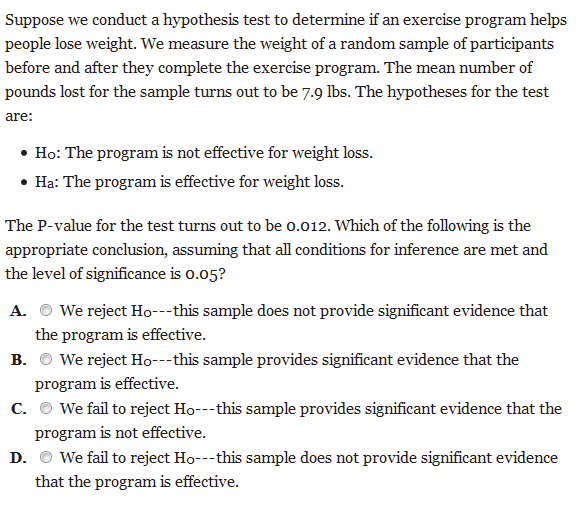 Suppose we conduct a hypothesis test to determine if an exercise program helps
people lose weight. We measure the weight of a random sample of participants
before and after they complete the exercise program. The mean number of
pounds lost for the sample turns out to be 7.9 lbs. The hypotheses for the test
are:
• Ho: The program is not effective for weight loss.
• Ha: The program is effective for weight loss.
The P-value for the test turns out to be 0.012. Which of the following is the
appropriate conclusion, assuming that all conditions for inference are met and
the level of significance is 0.05?
A. We reject Ho---this sample does not provide significant evidence that
the program is effective.
B. We reject Ho---this sample provides significant evidence that the
program is effective.
C. We fail to reject Ho---this sample provides significant evidence that the
program is not effective.
D. We fail to reject Ho---this sample does not provide significant evidence
that the program is effective.